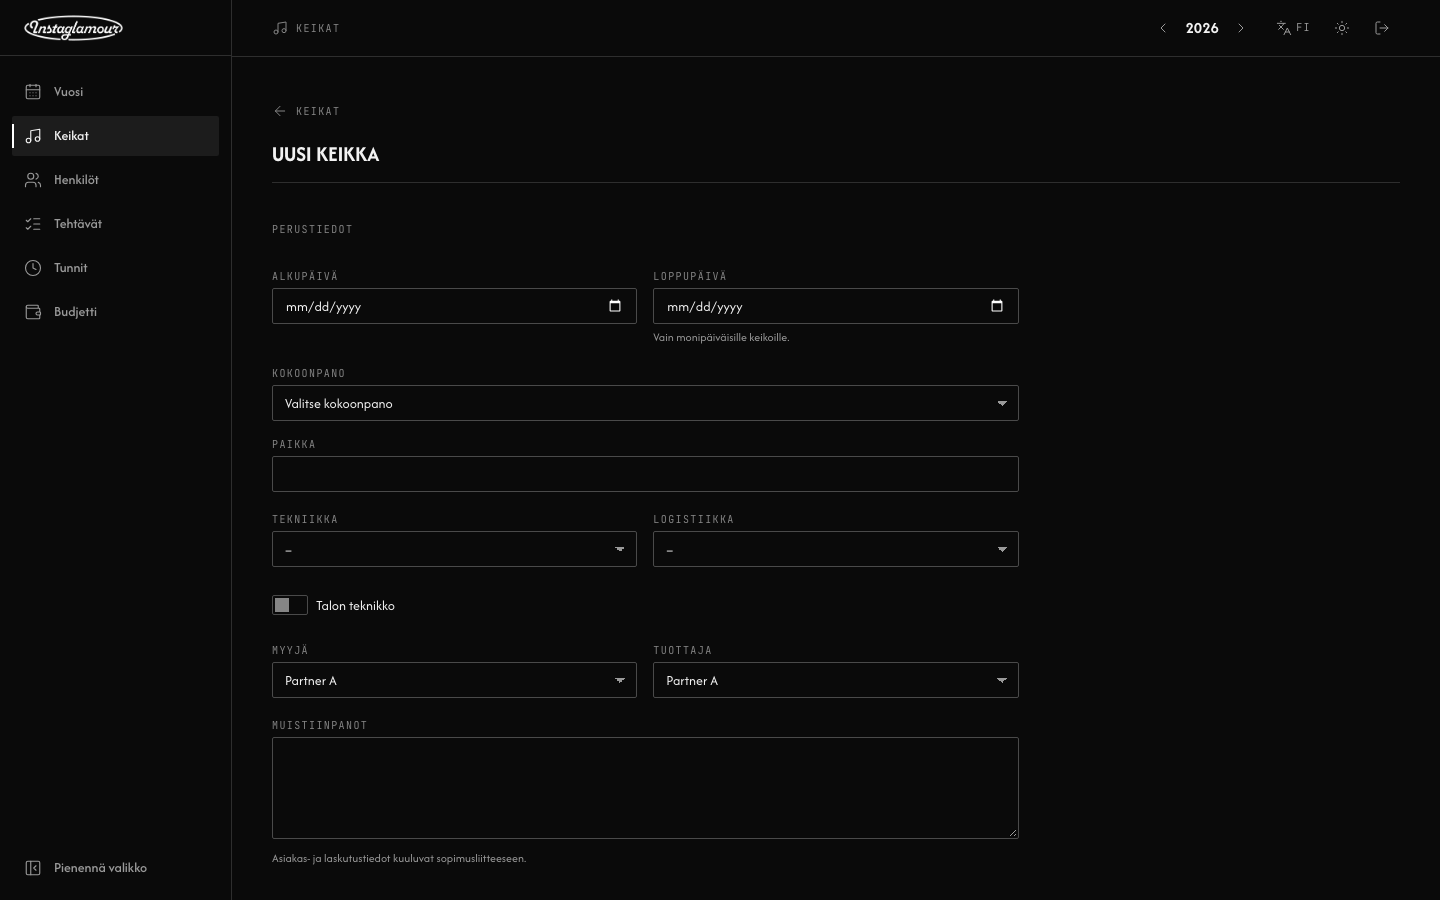 Instaglamour
KEIKAT
2026
FI
Vuosi
Keikat
Henkilöt
Tehtävät
Tunnit
Budjetti
Pienennä valikko
KEIKAT
UUSI KEIKKA
PERUSTIEDOT
ALKUPÄIVÄ
LOPPUPÄIVÄ
mm/dd/yyyy
mm/dd/yyyy
Vain monipäiväisille keikoille.
KOKOONPANO
Valitse kokoonpano
PAIKKA
TEKNIIKKA
LOGISTIIKKA
–
–
Talon teknikko
MYYJÄ
TUOTTAJA
Partner A
Partner A
MUISTIINPANOT
Asiakas- ja laskutustiedot kuuluvat sopimusliitteeseen.